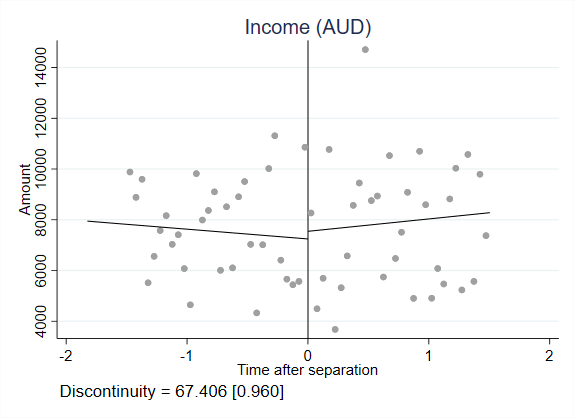 Income (AUD)
14000
12000
10000
8000
6000
4000
Amount
-2 -1 0 1 2
Time after separation
Discontinuity = 67.406 [0.960]